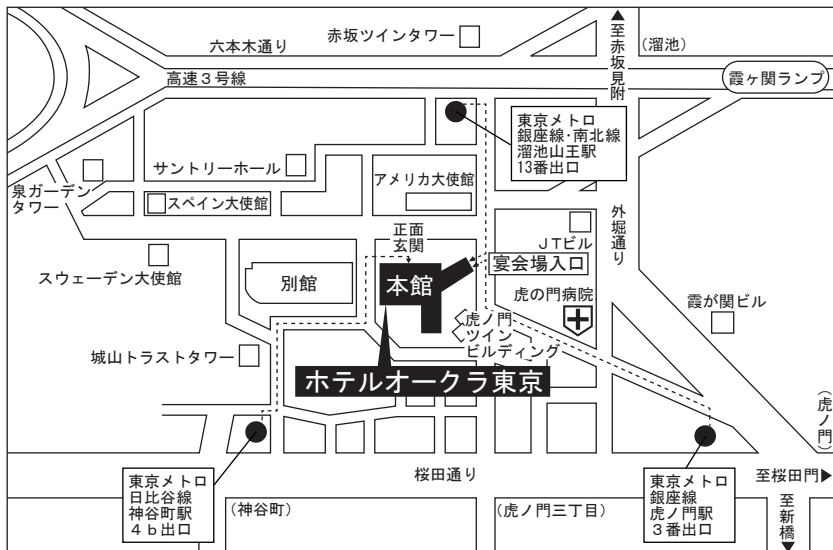 六本木通り
赤坂ツインタワー
至赤坂見附
(溜池)
高速3号線
霞ヶ関ランプ
東京メトロ
銀座線・南北線
溜池山王駅
13番出口
サントリーホール
アメリカ大使館
泉ガーデン
タワー
スペイン大使館
外堀通り
正面
玄関
JTビル
スウェーデン大使館
宴会場入口
別館
本館
虎の門病院
霞が関ビル
虎ノ門
ツイン
ビルディング
城山トラストタワー
ホテルオークラ東京
(虎ノ門)
桜田通り
至桜田門
東京メトロ
日比谷線
神谷町駅
4b出口
(神谷町)
(虎ノ門三丁目)
東京メトロ
銀座線
虎ノ門駅
3番出口
至新橋